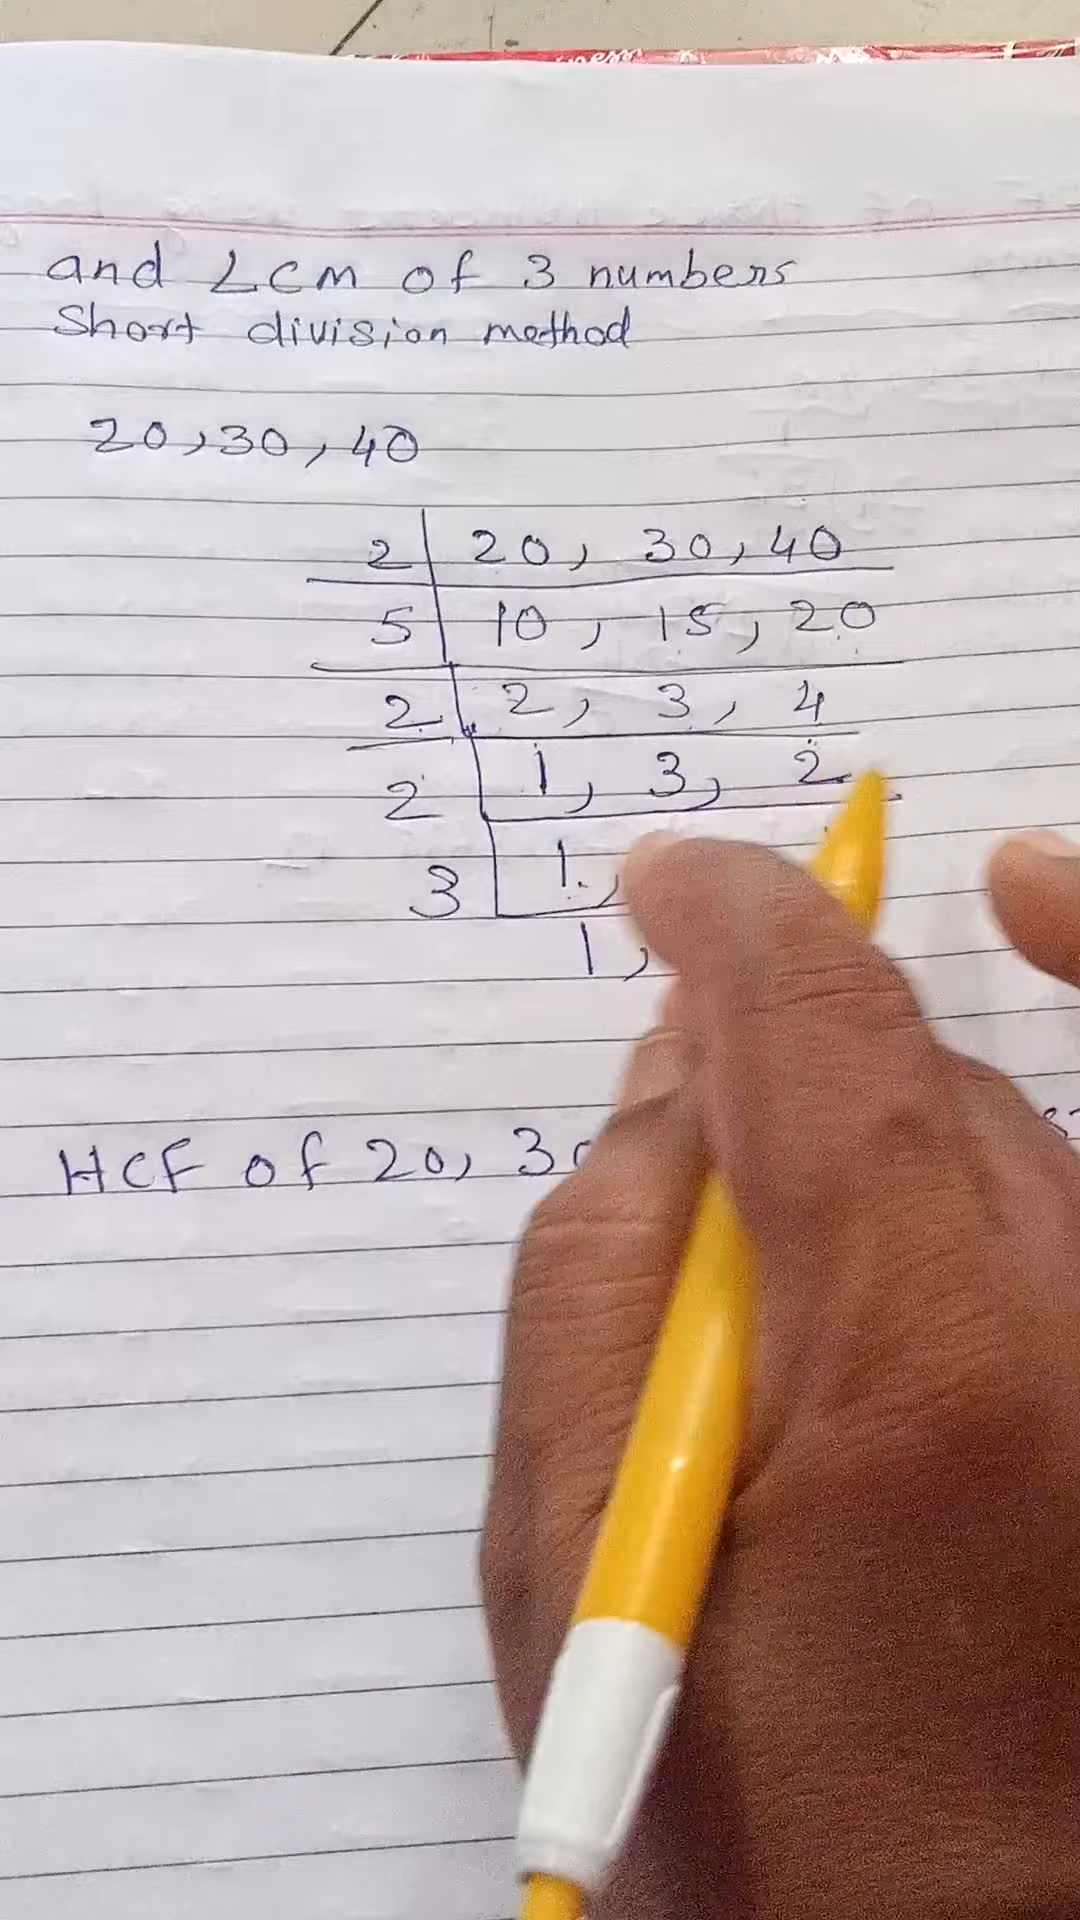 and LCM of 3 numbers
Short division method
20, 30, 40
2 | 20, 30, 40
5 | 10, 15, 20
2 | 2, 3, 4
2 | 1, 3, 2
3 | 1,
1,
HCF of 20, 30